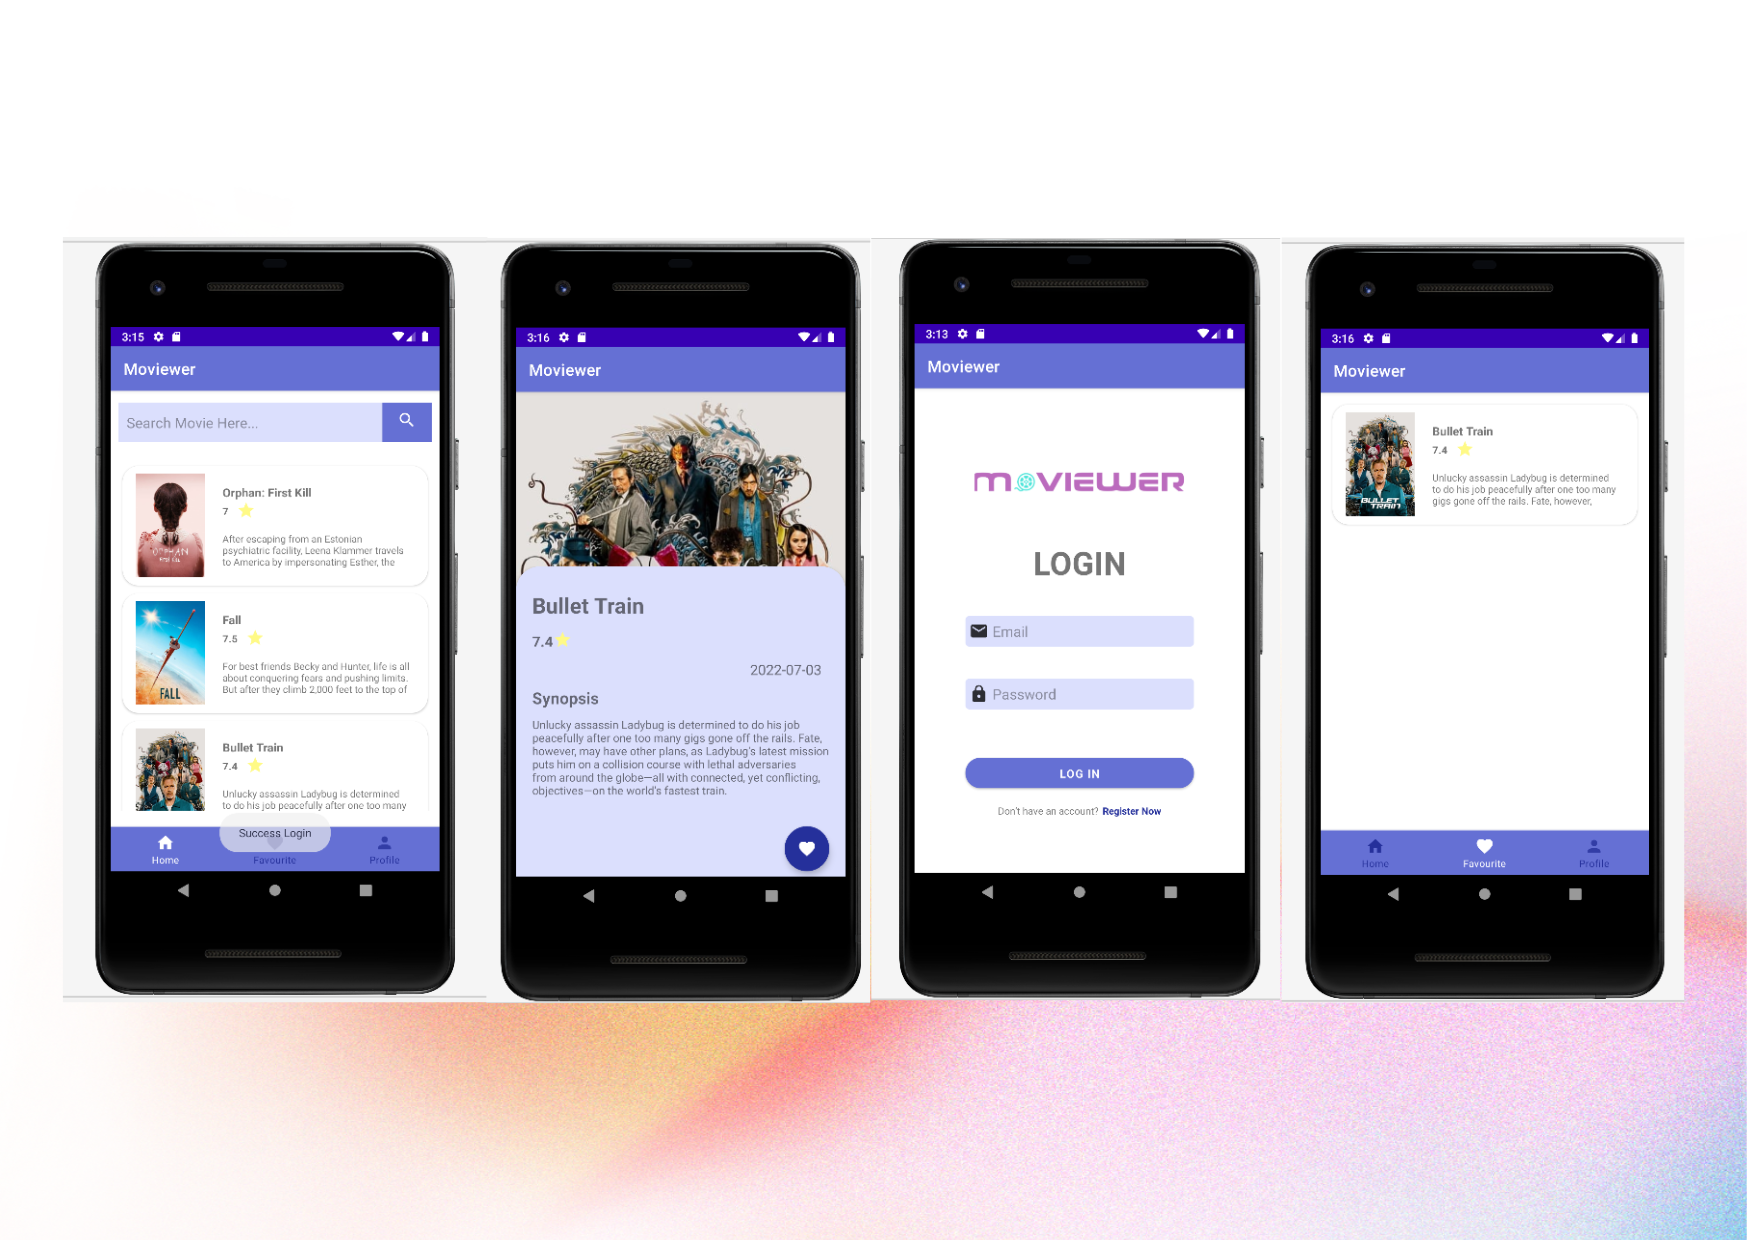 3:15
Moviewer
Search Movie Here...
ORPHAN
FIRST KILL
Orphan: First Kill
7
After escaping from an Estonian
psychiatric facility, Leena Klammer travels
to America by impersonating Esther, the
FALL
Fall
7.5
For best friends Becky and Hunter, life is all
about conquering fears and pushing limits.
But after they climb 2,000 feet to the top of
Bullet Train
7.4
Unlucky assassin Ladybug is determined
to do his job peacefully after one too many
Success Login
Home
Favourite
Profile
3:16
Moviewer
Bullet Train
7.4
2022-07-03
Synopsis
Unlucky assassin Ladybug is determined to do his job
peacefully after one too many gigs gone off the rails. Fate,
however, may have other plans, as Ladybug's latest mission
puts him on a collision course with lethal adversaries
from around the globe—all with connected, yet conflicting,
objectives—on the world's fastest train.
3:13
Moviewer
MOVIEWER
LOGIN
Email
Password
LOG IN
Don't have an account? Register Now
3:16
Moviewer
BULLET
TRAIN
Bullet Train
7.4
Unlucky assassin Ladybug is determined
to do his job peacefully after one too many
gigs gone off the rails. Fate, however,
Home
Favourite
Profile